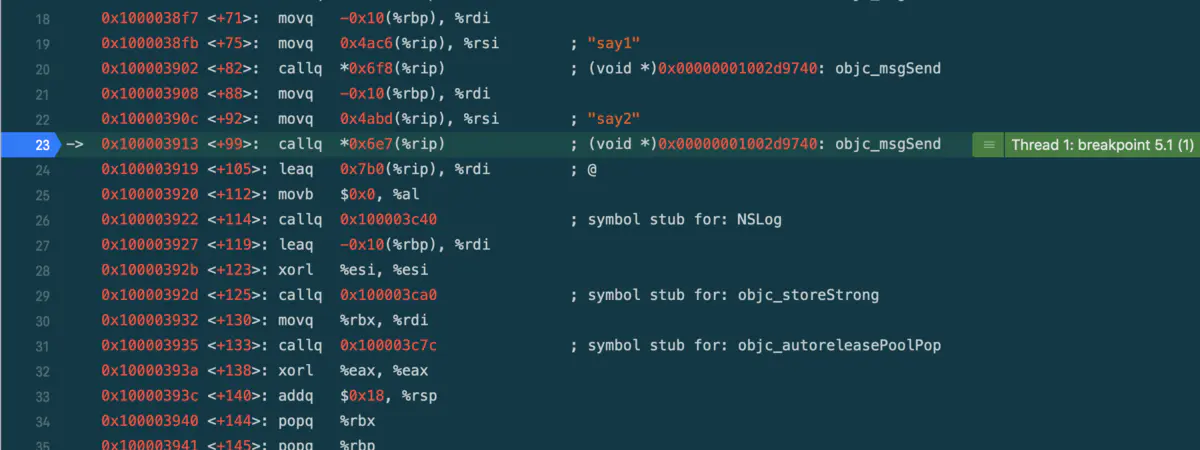 18 0x1000038f7 <+71>: movq -0x10(%rbp), %rdi
19 0x1000038fb <+75>: movq 0x4ac6(%rip), %rsi ; "say1"
20 0x100003902 <+82>: callq *0x6f8(%rip) ; (void *)0x00000001002d9740: objc_msgSend
21 0x100003908 <+88>: movq -0x10(%rbp), %rdi
22 0x10000390c <+92>: movq 0x4abd(%rip), %rsi ; "say2"
23 -> 0x100003913 <+99>: callq *0x6e7(%rip) ; (void *)0x00000001002d9740: objc_msgSend Thread 1: breakpoint 5.1 (1)
24 0x100003919 <+105>: leaq 0x7b0(%rip), %rdi ; @
25 0x100003920 <+112>: movb $0x0, %al
26 0x100003922 <+114>: callq 0x100003c40 ; symbol stub for: NSLog
27 0x100003927 <+119>: leaq -0x10(%rbp), %rdi
28 0x10000392b <+123>: xorl %esi, %esi
29 0x10000392d <+125>: callq 0x100003ca0 ; symbol stub for: objc_storeStrong
30 0x100003932 <+130>: movq %rbx, %rdi
31 0x100003935 <+133>: callq 0x100003c7c ; symbol stub for: objc_autoreleasePoolPop
32 0x10000393a <+138>: xorl %eax, %eax
33 0x10000393c <+140>: addq $0x18, %rsp
34 0x100003940 <+144>: popq %rbx
35 0x100003941 <+145>: popq %rbp